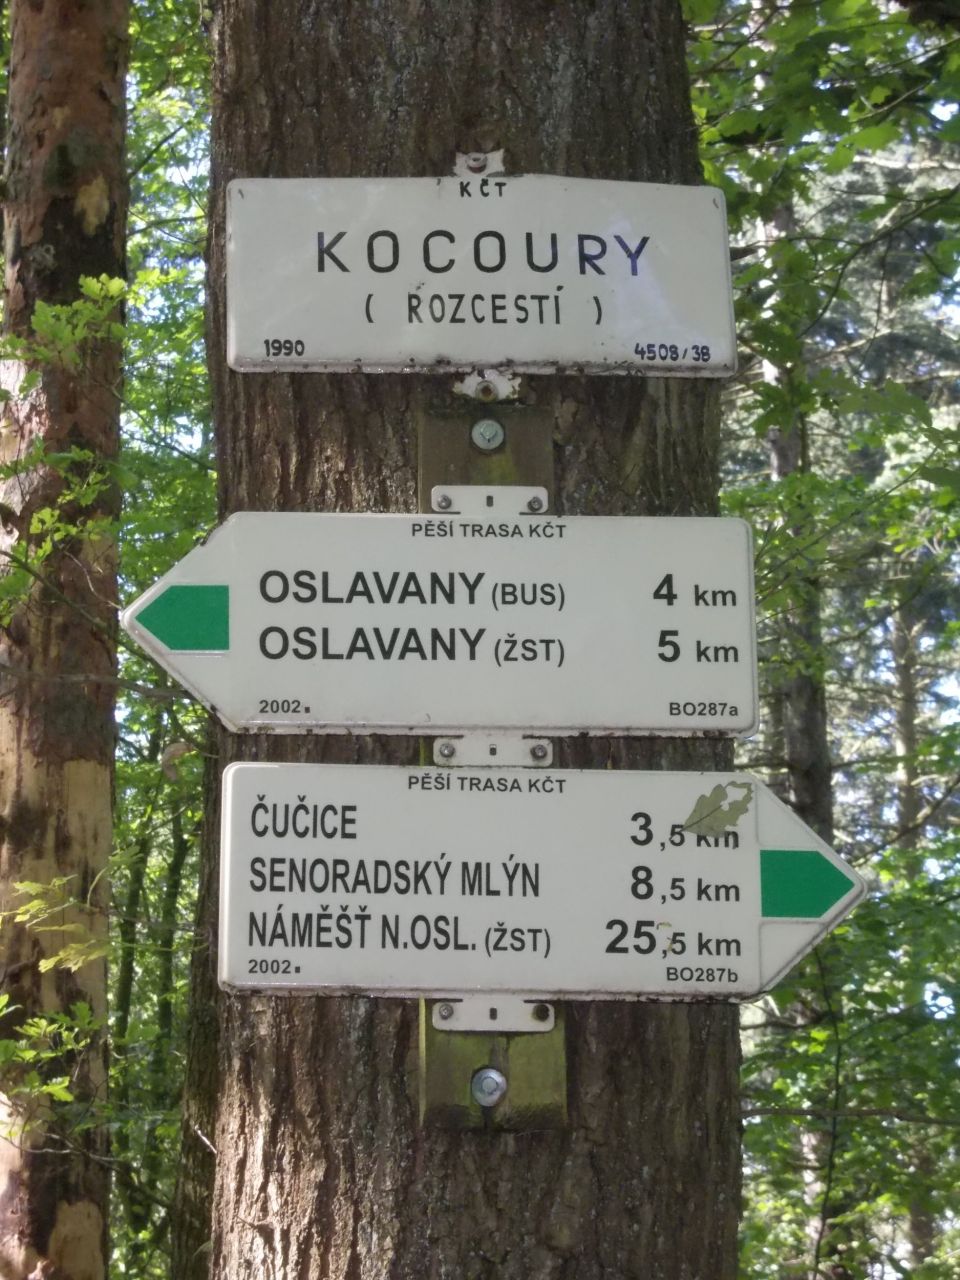 KČT
KOCOURY
( ROZCESTÍ )
1990 4508/38
PĚŠÍ TRASA KČT
OSLAVANY (BUS) 4 km
OSLAVANY (ŽST) 5 km
2002. BO287a
PĚŠÍ TRASA KČT
ČUČICE 3,5 km
SENORADSKÝ MLÝN 8,5 km
NÁMĚŠŤ N.OSL. (ŽST) 25,5 km
2002. BO287b